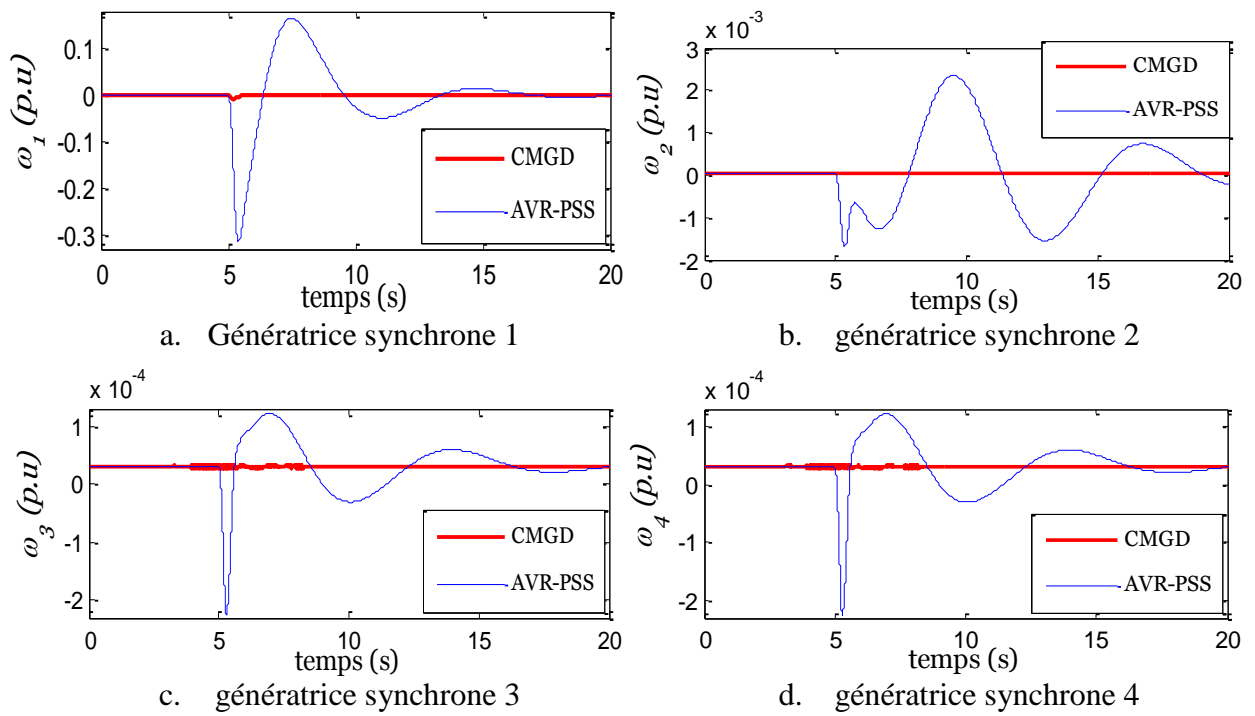 0.1
0
-0.1
-0.2
-0.3
ω1 (p.u)
0 5 10 15 20
temps (s)
CMGD
AVR-PSS
a. Génératrice synchrone 1
x 10-3
3
2
1
0
-1
-2
ω_2 (p.u)
0 5 10 15 20
temps (s)
CMGD
AVR-PSS
b. génératrice synchrone 2
x 10-4
1
0
-1
-2
ω_3 (p.u)
0 5 10 15 20
temps (s)
CMGD
AVR-PSS
c. génératrice synchrone 3
x 10-4
1
0
-1
-2
ω_4 (p.u)
0 5 10 15 20
temps (s)
CMGD
AVR-PSS
d. génératrice synchrone 4